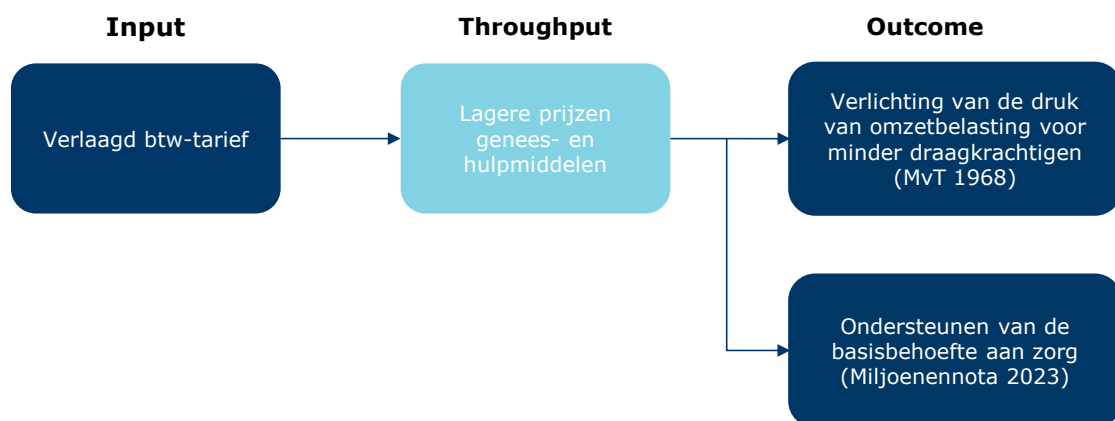 Input
Throughput
Outcome
Verlaagd btw-tarief
Lagere prijzen
genees- en
hulpmiddelen
Verlichting van de druk
van omzetbelasting voor
minder draagkrachtigen
(MvT 1968)
Ondersteunen van de
basisbehoefte aan zorg
(Miljoenennota 2023)